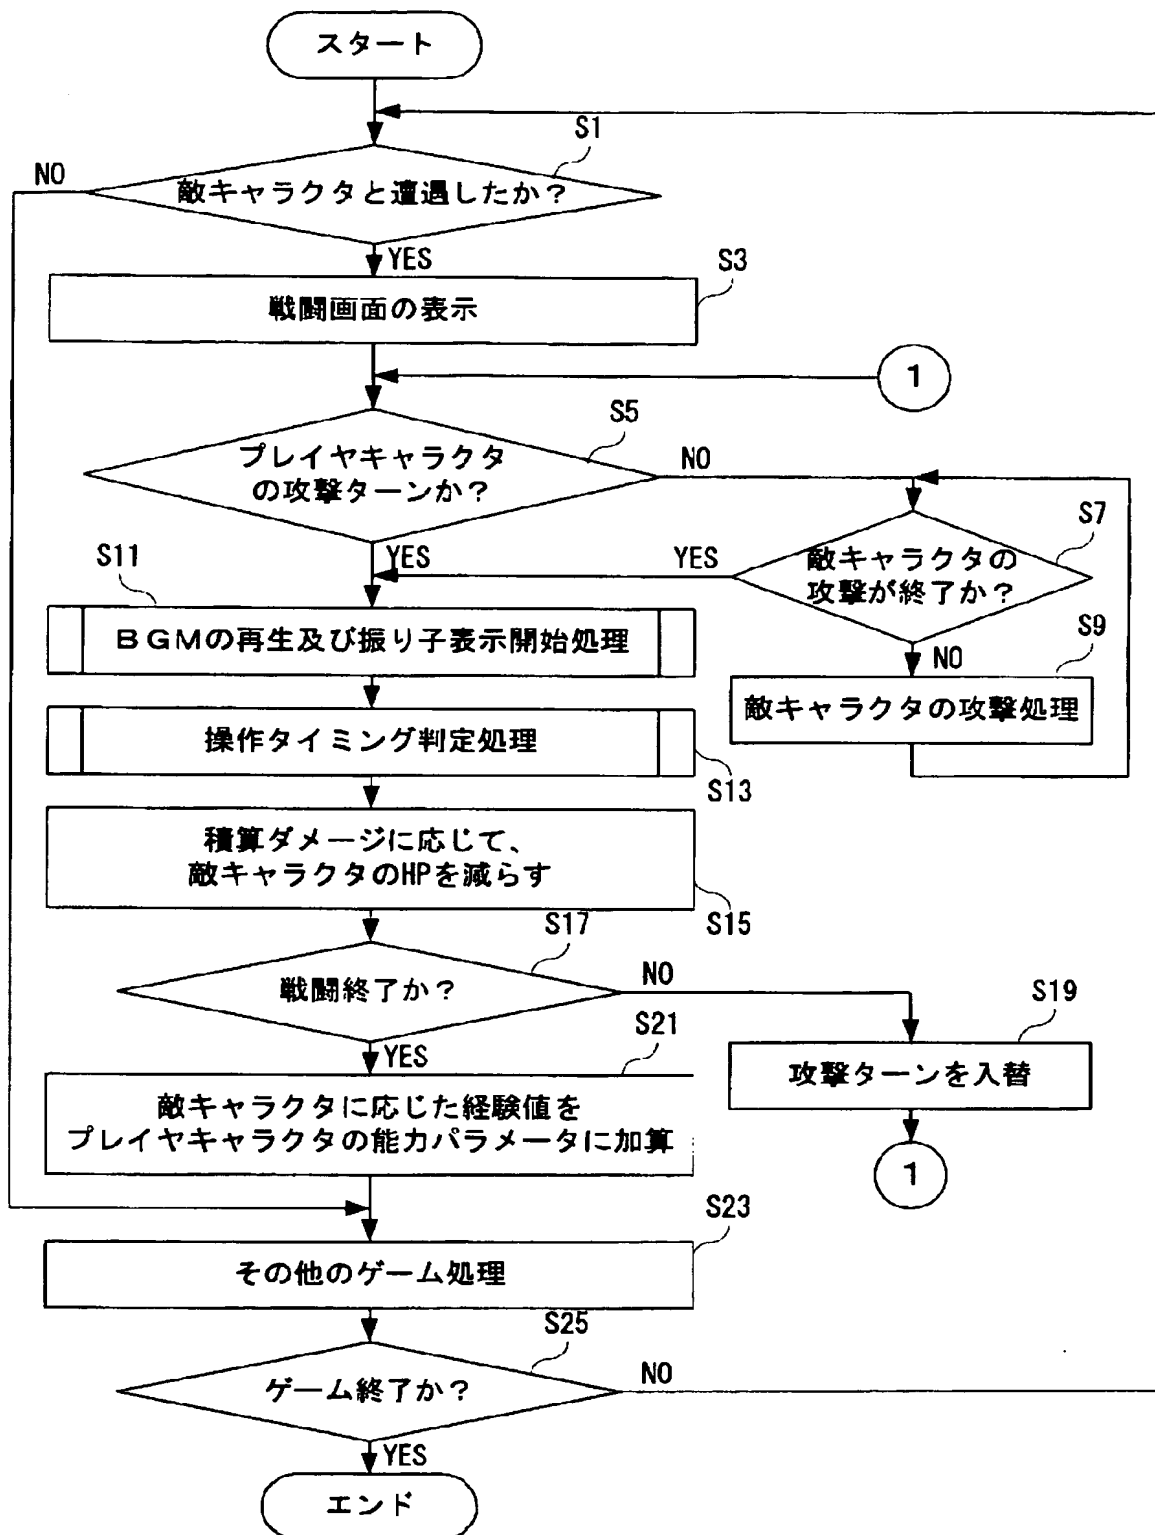 スタート
S1
NO
敵キャラクタと遭遇したか?
YES
S3
戦闘画面の表示
1
S5
プレイヤキャラクタ
の攻撃ターンか?
NO
S7
敵キャラクタの
攻撃が終了か?
YES
YES
S11
BGMの再生及び振り子表示開始処理
NO
S9
敵キャラクタの攻撃処理
操作タイミング判定処理
S13
積算ダメージに応じて、
敵キャラクタのHPを減らす
S15
S17
戦闘終了か?
NO
S19
攻撃ターンを入替
1
YES
S21
敵キャラクタに応じた経験値を
プレイヤキャラクタの能力パラメータに加算
S23
その他のゲーム処理
S25
ゲーム終了か?
NO
YES
エンド